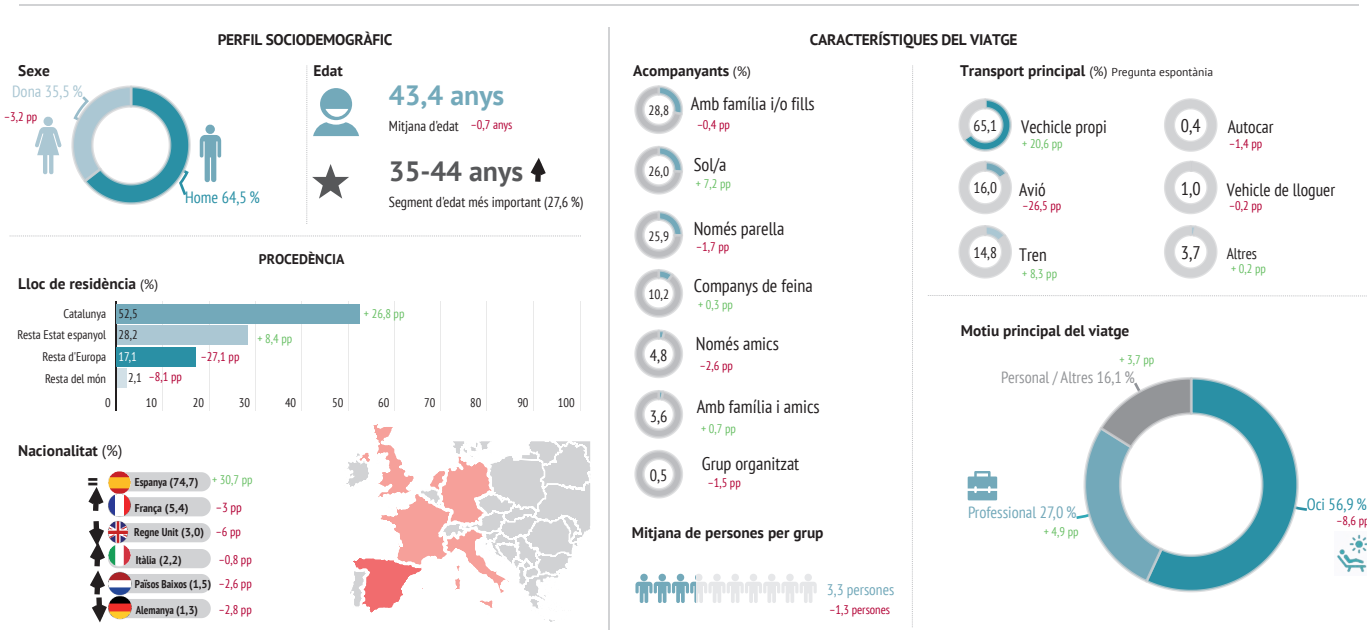 PERFIL SOCIODEMOGRÀFIC
Sexe
Dona 35,5 %
−3,2 pp
Home 64,5 %
Edat
43,4 anys
Mitjana d'edat −0,7 anys
35-44 anys
Segment d'edat més important (27,6 %)
PROCEDÈNCIA
Lloc de residència (%)
Catalunya 52,5 + 26,8 pp
Resta Estat espanyol 28,2 + 8,4 pp
Resta d'Europa 17,1 −27,1 pp
Resta del món 2,1 −8,1 pp
0 10 20 30 40 50 60 70 80 90 100
Nacionalitat (%)
= Espanya (74,7) + 30,7 pp
França (5,4) −3 pp
Regne Unit (3,0) −6 pp
Itàlia (2,2) −0,8 pp
Països Baixos (1,5) −2,6 pp
Alemanya (1,3) −2,8 pp
CARACTERÍSTIQUES DEL VIATGE
Acompanyants (%)
28,8 Amb família i/o fills
−0,4 pp
26,0 Sol/a
+ 7,2 pp
25,9 Només parella
−1,7 pp
10,2 Companys de feina
+ 0,3 pp
4,8 Només amics
−2,6 pp
3,6 Amb família i amics
+ 0,7 pp
0,5 Grup organitzat
−1,5 pp
Mitjana de persones per grup
3,3 persones
−1,3 persones
Transport principal (%) Pregunta espontània
65,1 Vechicle propi
+ 20,6 pp
16,0 Avió
−26,5 pp
14,8 Tren
+ 8,3 pp
0,4 Autocar
−1,4 pp
1,0 Vehicle de lloguer
−0,2 pp
3,7 Altres
+ 0,2 pp
Motiu principal del viatge
+ 3,7 pp
Personal / Altres 16,1 %
Professional 27,0 %
+ 4,9 pp
Oci 56,9 %
−8,6 pp